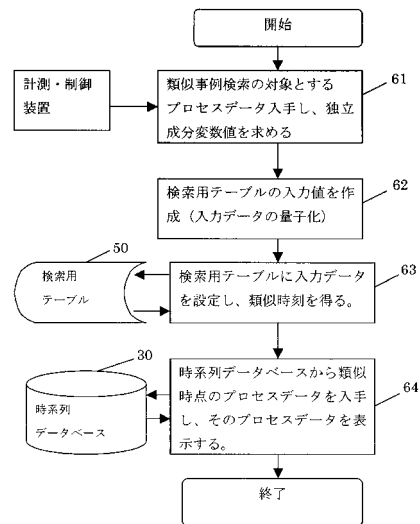 開始
計測・制御
装置
類似事例検索の対象とする
プロセスデータ入手し、独立
成分変数値を求める
61
検索用テーブルの入力値を作
成（入力データの量子化）
62
50
検索用
テーブル
検索用テーブルに入力データ
を設定し、類似時刻を得る。
63
30
時系列
データベース
時系列データベースから類似
時点のプロセスデータを入手
し、そのプロセスデータを表
示する。
64
終了